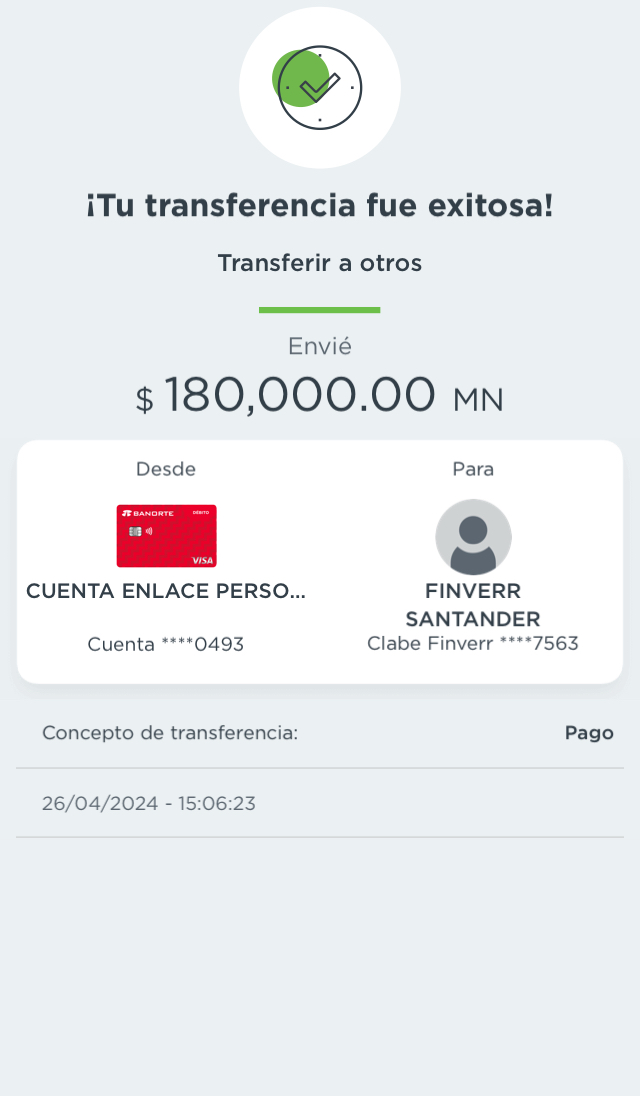 ¡Tu transferencia fue exitosa!
Transferir a otros
Envié
$ 180,000.00 MN
Desde
BANORTE DÉBITO
VISA
CUENTA ENLACE PERSO...
Cuenta ****0493
Para
FINVERR
SANTANDER
Clabe Finverr ****7563
Concepto de transferencia: Pago
26/04/2024 - 15:06:23